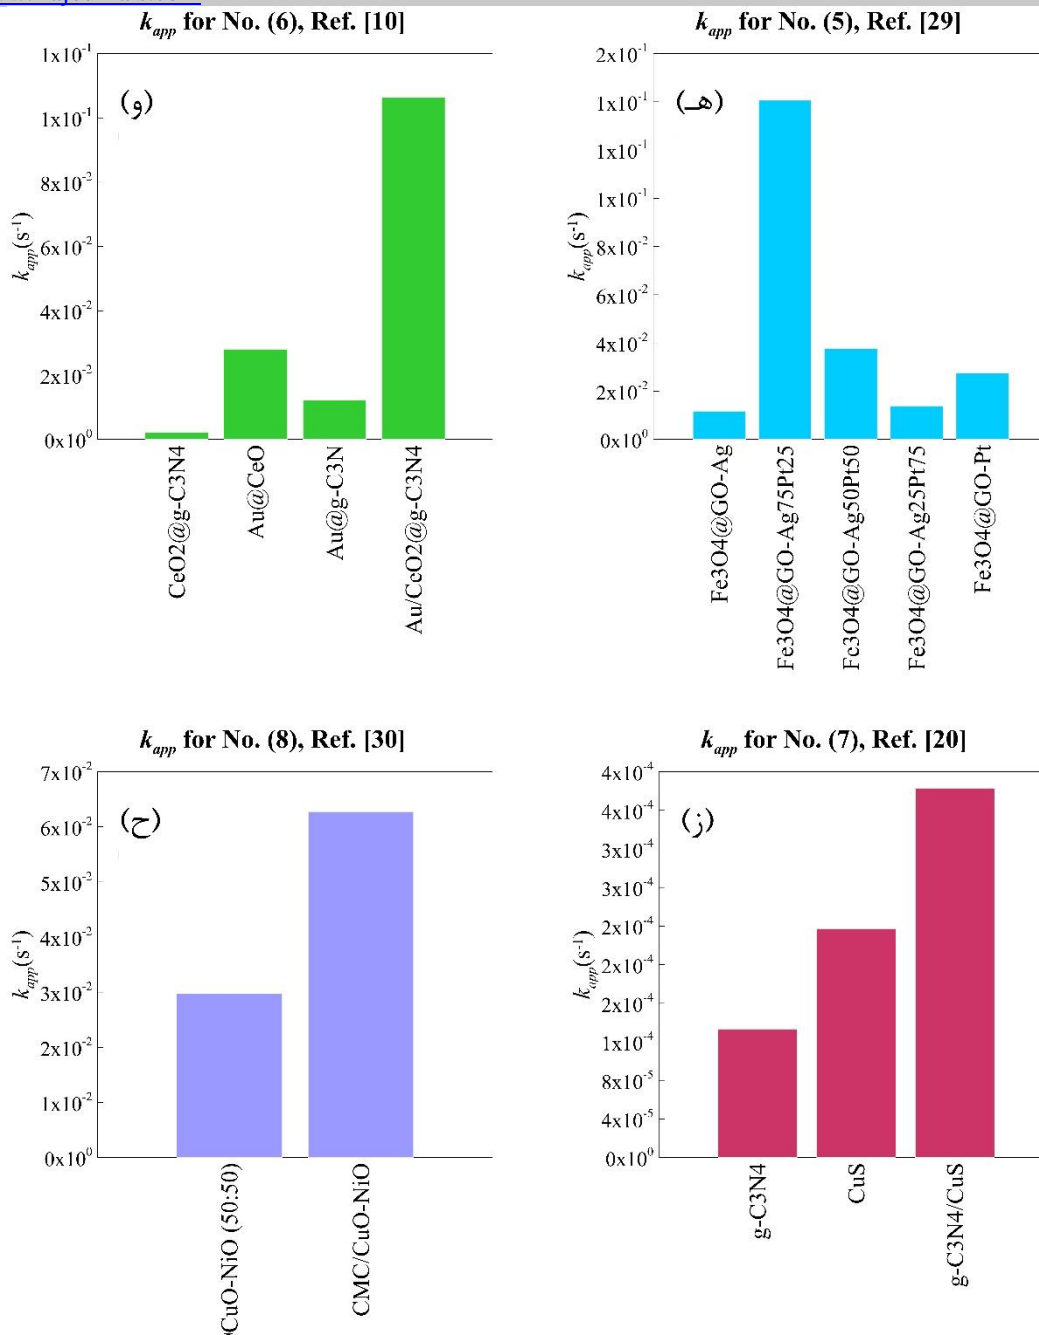 k_app for No. (6), Ref. [10]
1x10^-1
1x10^-1
8x10^-2
6x10^-2
4x10^-2
2x10^-2
0x10^0
k_app(s^-1)
(و)
CeO2@g-C3N4
Au@CeO
Au@g-C3N
Au/CeO2@g-C3N4
k_app for No. (5), Ref. [29]
2x10^-1
1x10^-1
1x10^-1
1x10^-1
8x10^-2
6x10^-2
4x10^-2
2x10^-2
0x10^0
k_app(s^-1)
(هـ)
Fe3O4@GO-Ag
Fe3O4@GO-Ag75Pt25
Fe3O4@GO-Ag50Pt50
Fe3O4@GO-Ag25Pt75
Fe3O4@GO-Pt
k_app for No. (8), Ref. [30]
7x10^-2
6x10^-2
5x10^-2
4x10^-2
3x10^-2
2x10^-2
1x10^-2
0x10^0
k_app(s^-1)
(ح)
CuO-NiO (50:50)
CMC/CuO-NiO
k_app for No. (7), Ref. [20]
4x10^-4
4x10^-4
3x10^-4
3x10^-4
2x10^-4
2x10^-4
2x10^-4
1x10^-4
8x10^-5
4x10^-5
0x10^0
k_app(s^-1)
(ز)
g-C3N4
CuS
g-C3N4/CuS